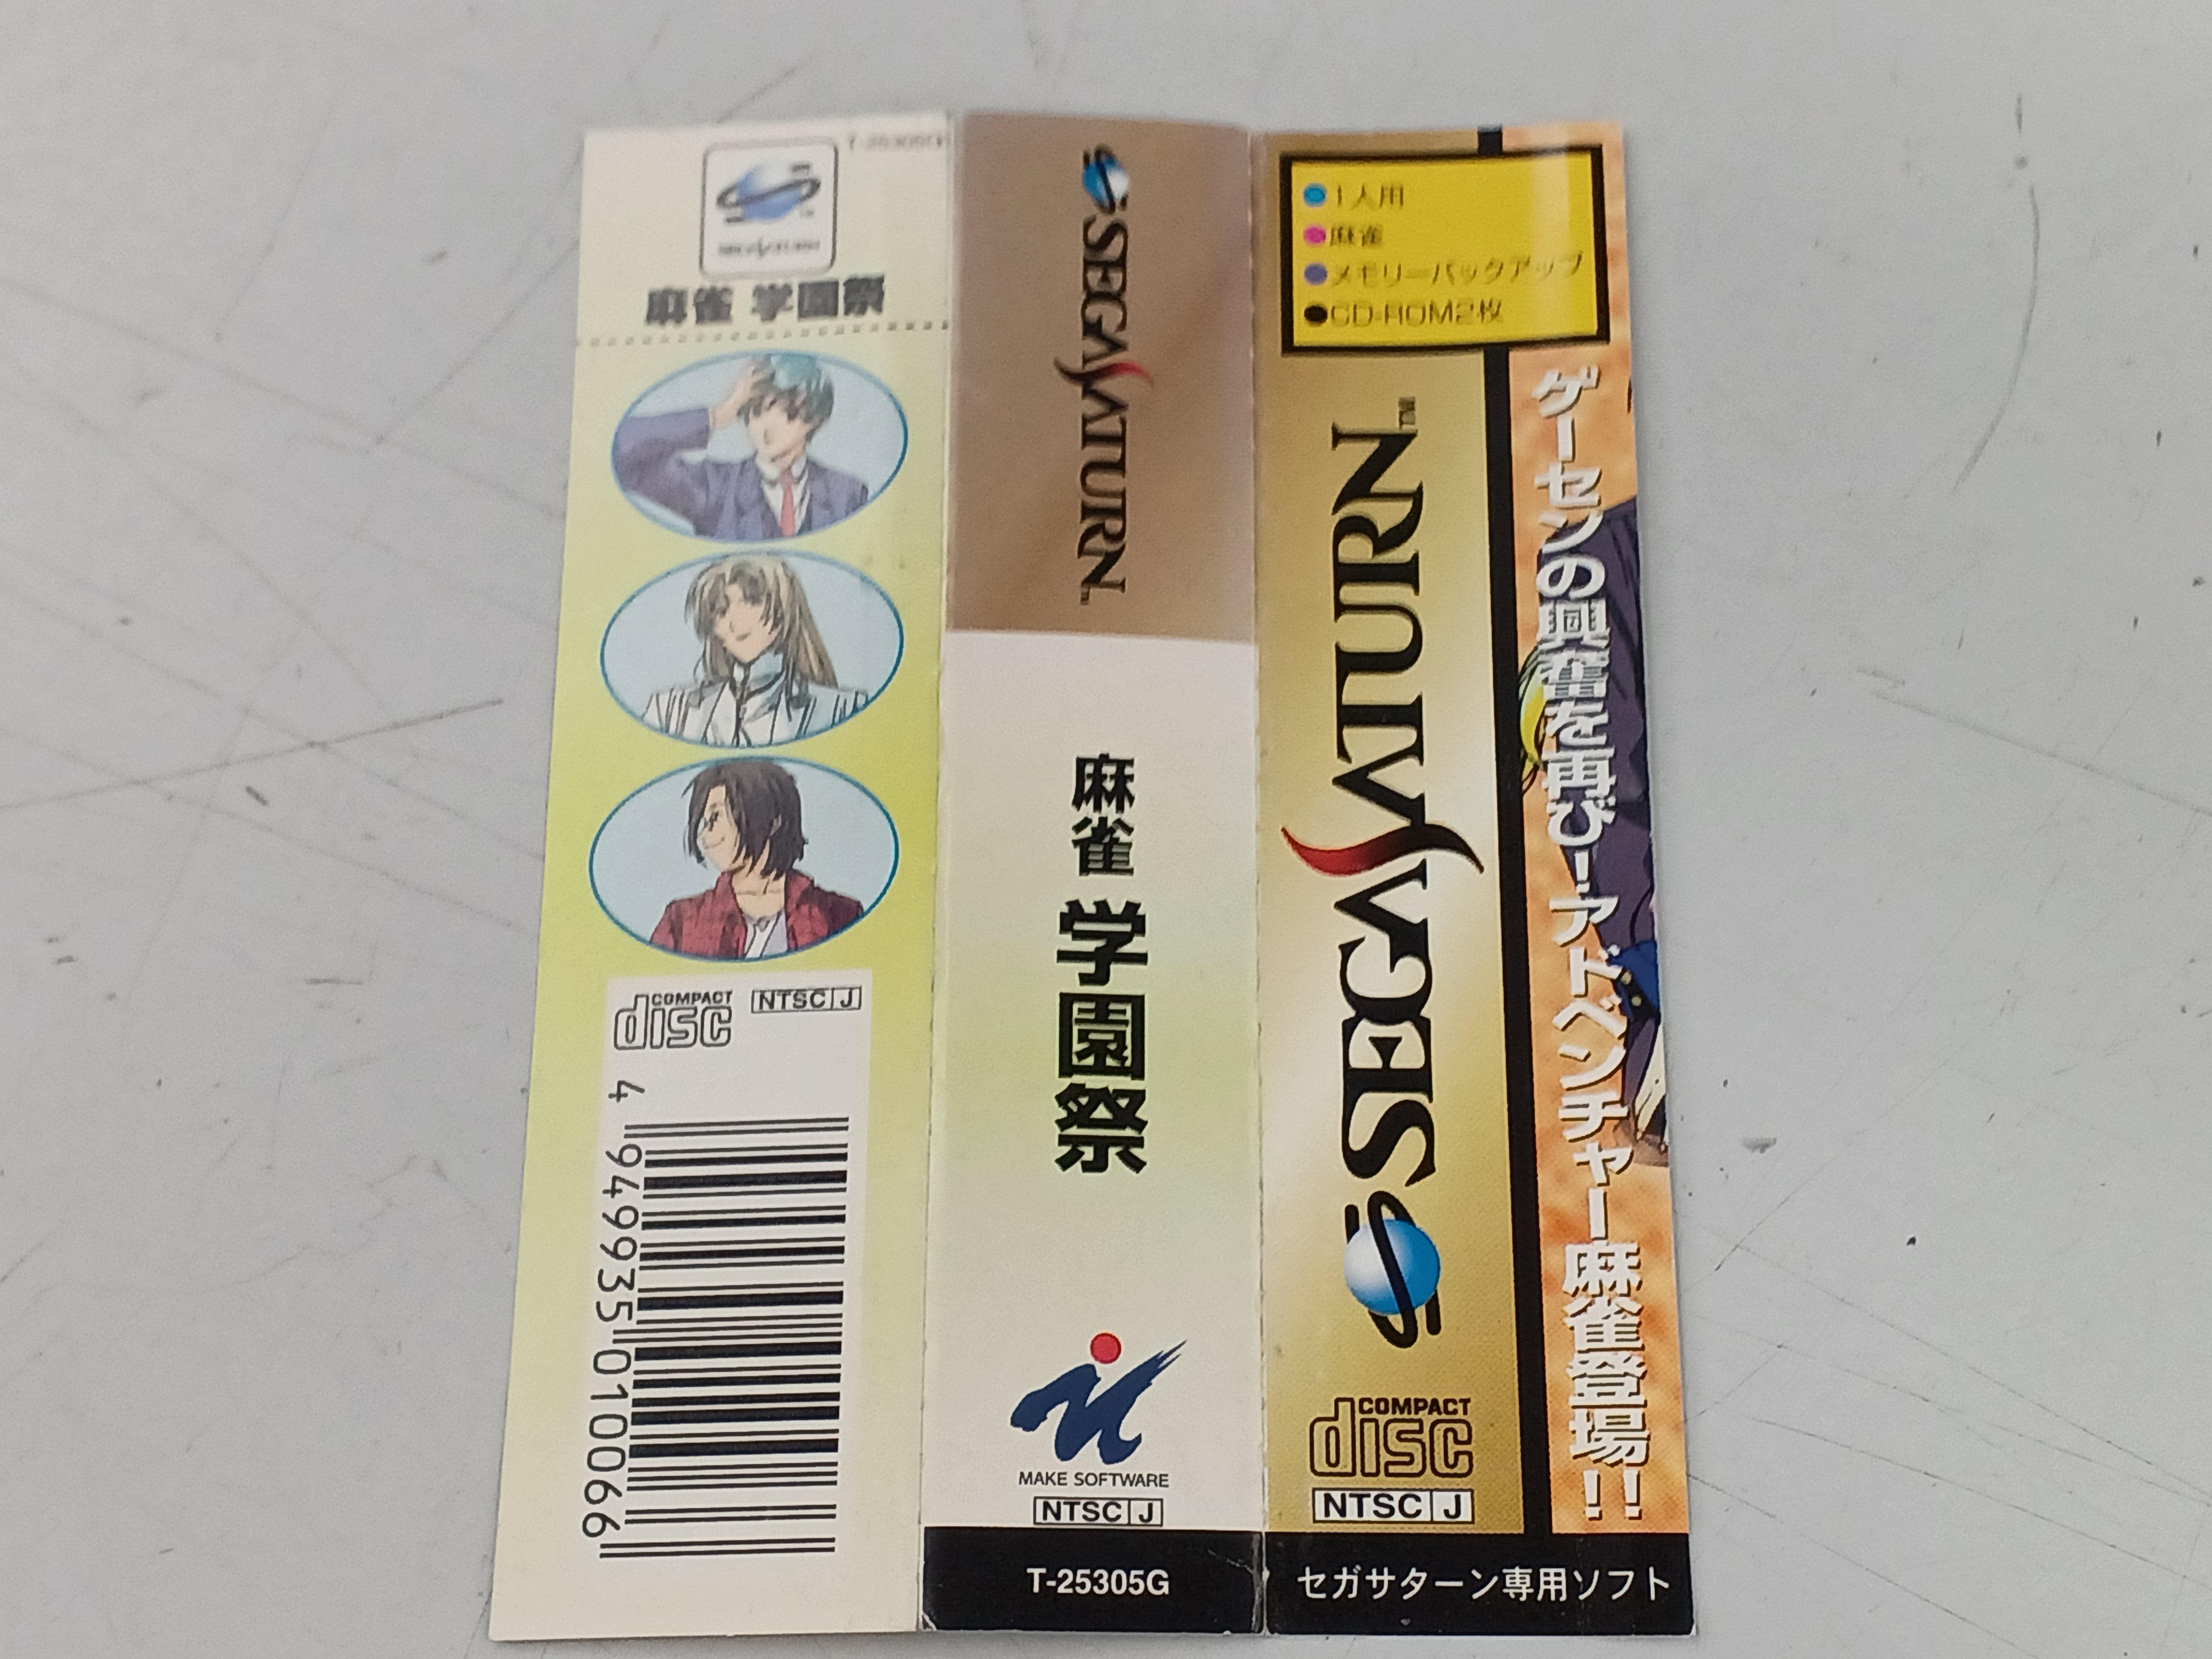 T-25305G
SEGA SATURN
麻雀 学園祭
COMPACT
disc
NTSC J
4 949935 010066
SEGA SATURN™
麻雀 学園祭
MAKE SOFTWARE
NTSC J
T-25305G
●1人用
●麻雀
●メモリーバックアップ
●CD-ROM2枚
SEGA SATURN™
COMPACT
disc
NTSC J
ゲーセンの興奮を再び!アドベンチャー麻雀登場!!
セガサターン専用ソフト